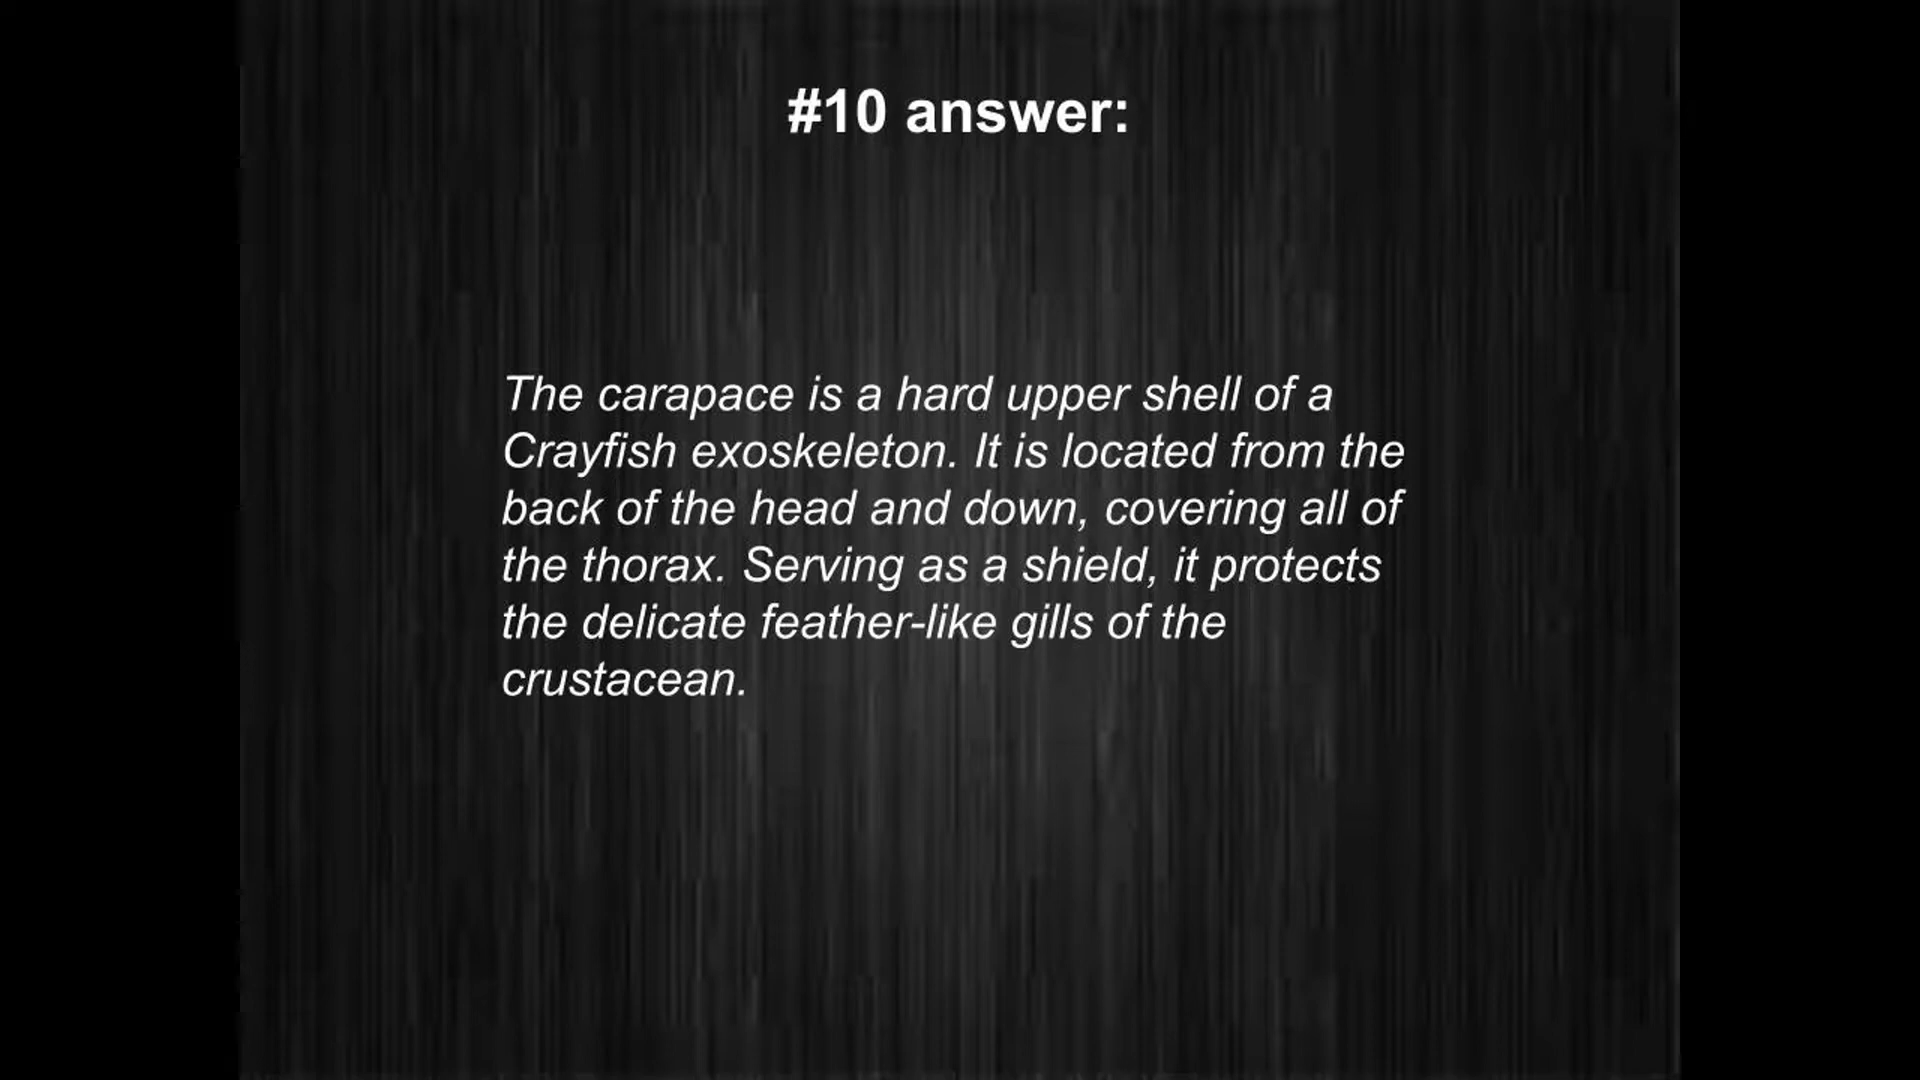 #10 answer:
The carapace is a hard upper shell of a
Crayfish exoskeleton. It is located from the
back of the head and down, covering all of
the thorax. Serving as a shield, it protects
the delicate feather-like gills of the
crustacean.